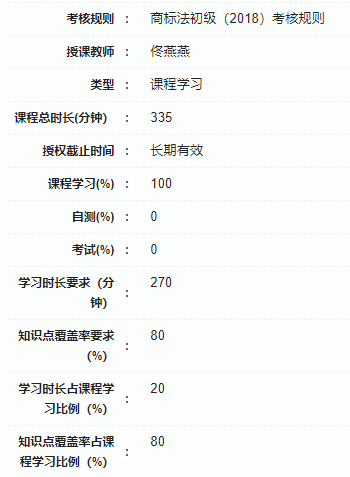 考核规则 : 商标法初级（2018）考核规则
授课教师 : 佟燕燕
类型 : 课程学习
课程总时长(分钟) : 335
授权截止时间 : 长期有效
课程学习(%) : 100
自测(%) : 0
考试(%) : 0
学习时长要求（分
钟） : 270
知识点覆盖率要求
（%） : 80
学习时长占课程学
习比例（%） : 20
知识点覆盖率占课
程学习比例（%） : 80